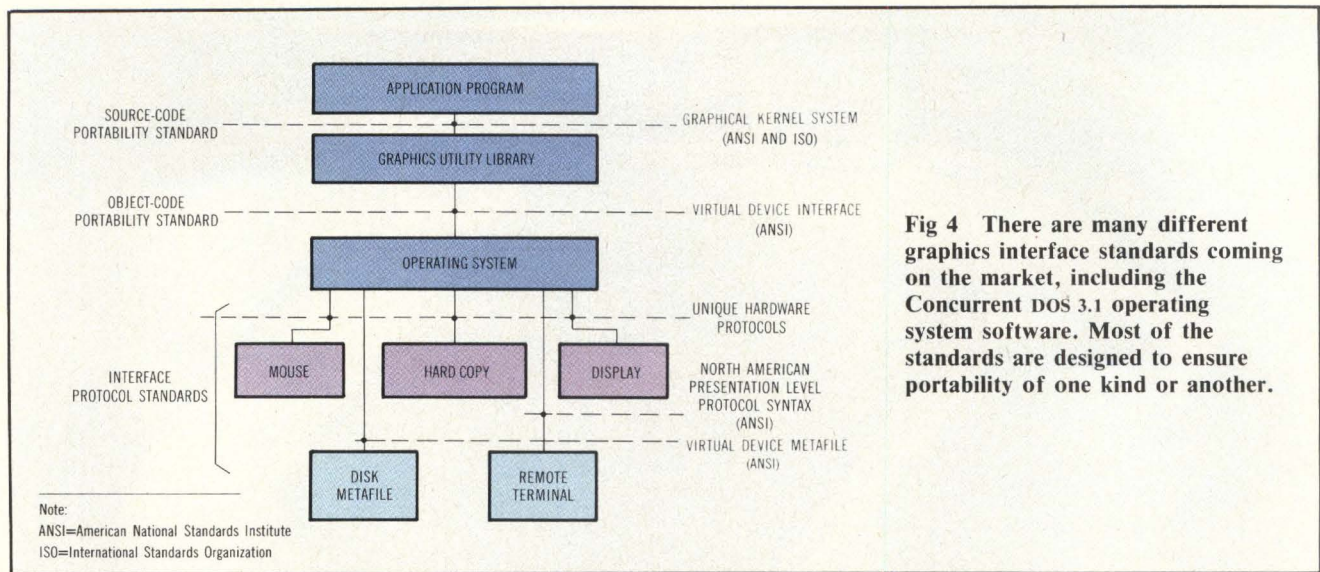 APPLICATION PROGRAM
SOURCE-CODE
PORTABILITY STANDARD
GRAPHICAL KERNEL SYSTEM
(ANSI AND ISO)
GRAPHICS UTILITY LIBRARY
OBJECT-CODE
PORTABILITY STANDARD
VIRTUAL DEVICE INTERFACE
(ANSI)
OPERATING SYSTEM
UNIQUE HARDWARE
PROTOCOLS
MOUSE
HARD COPY
DISPLAY
INTERFACE
PROTOCOL STANDARDS
NORTH AMERICAN
PRESENTATION LEVEL
PROTOCOL SYNTAX
(ANSI)
VIRTUAL DEVICE METAFILE
(ANSI)
DISK
METAFILE
REMOTE
TERMINAL
Note:
ANSI=American National Standards Institute
ISO=International Standards Organization
Fig 4 There are many different
graphics interface standards coming
on the market, including the
Concurrent DOS 3.1 operating
system software. Most of the
standards are designed to ensure
portability of one kind or another.